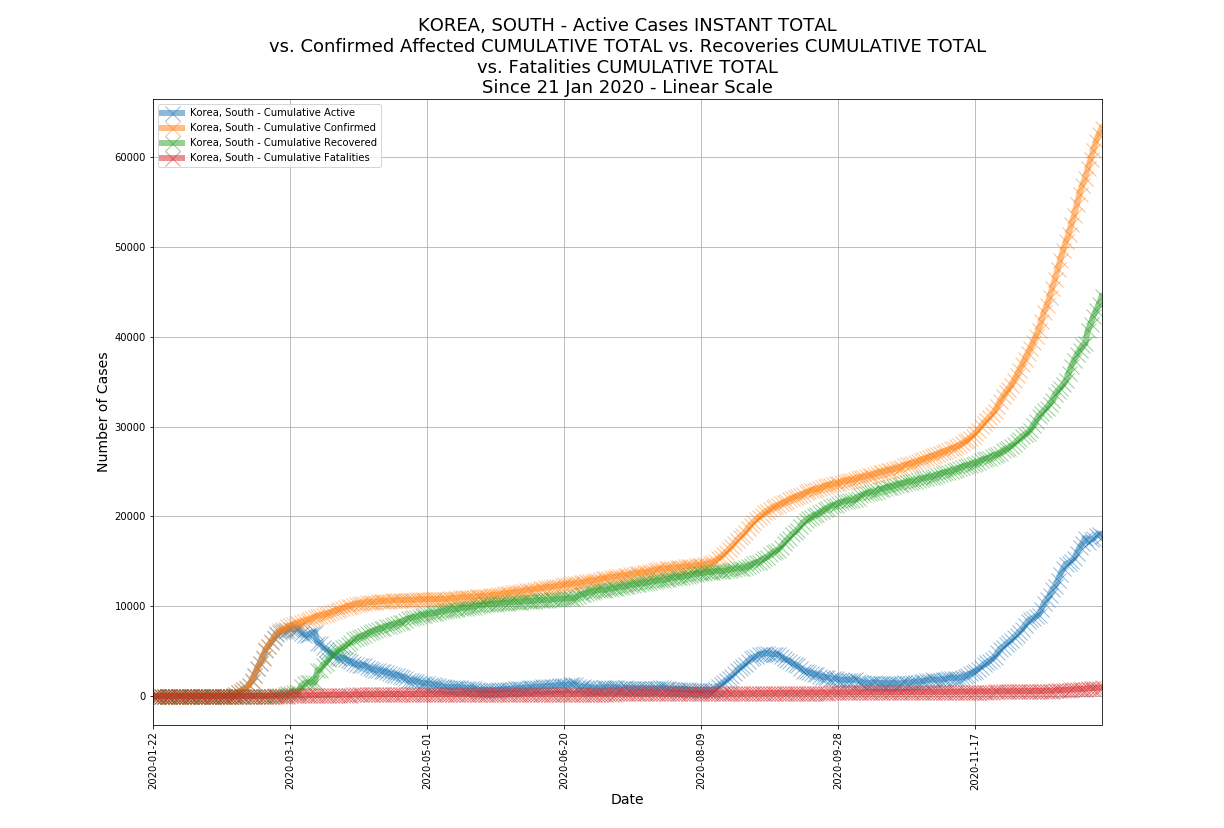 KOREA, SOUTH - Active Cases INSTANT TOTAL
vs. Confirmed Affected CUMULATIVE TOTAL vs. Recoveries CUMULATIVE TOTAL
vs. Fatalities CUMULATIVE TOTAL
Since 21 Jan 2020 - Linear Scale
Korea, South - Cumulative Active
Korea, South - Cumulative Confirmed
Korea, South - Cumulative Recovered
Korea, South - Cumulative Fatalities
Number of Cases
60000
50000
40000
30000
20000
10000
0
2020-01-22
2020-03-12
2020-05-01
2020-06-20
2020-08-09
2020-09-28
2020-11-17
Date